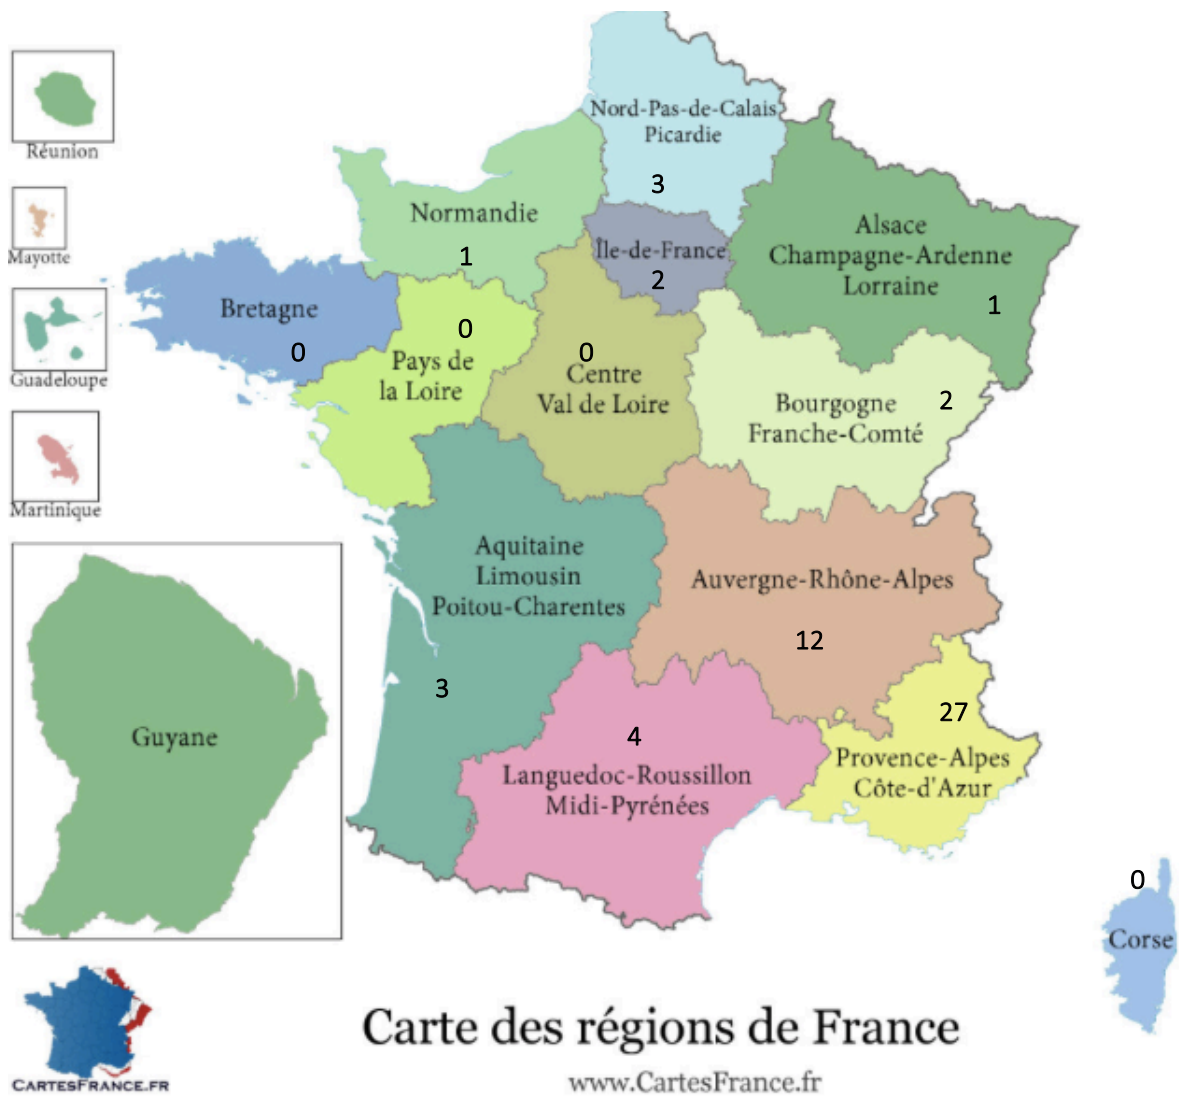 Nord-Pas-de-Calais
Picardie
3
Réunion
Normandie
1
Île-de-France
2
Alsace
Champagne-Ardenne
Lorraine
1
Mayotte
Bretagne
0
0
Pays de
la Loire
0
Centre
Val de Loire
2
Bourgogne
Franche-Comté
Guadeloupe
Martinique
Aquitaine
Limousin
Poitou-Charentes
3
Auvergne-Rhône-Alpes
12
27
Provence-Alpes
Côte-d'Azur
4
Languedoc-Roussillon
Midi-Pyrénées
Guyane
0
Corse
Carte des régions de France
www.CartesFrance.fr
CARTESFRANCE.FR